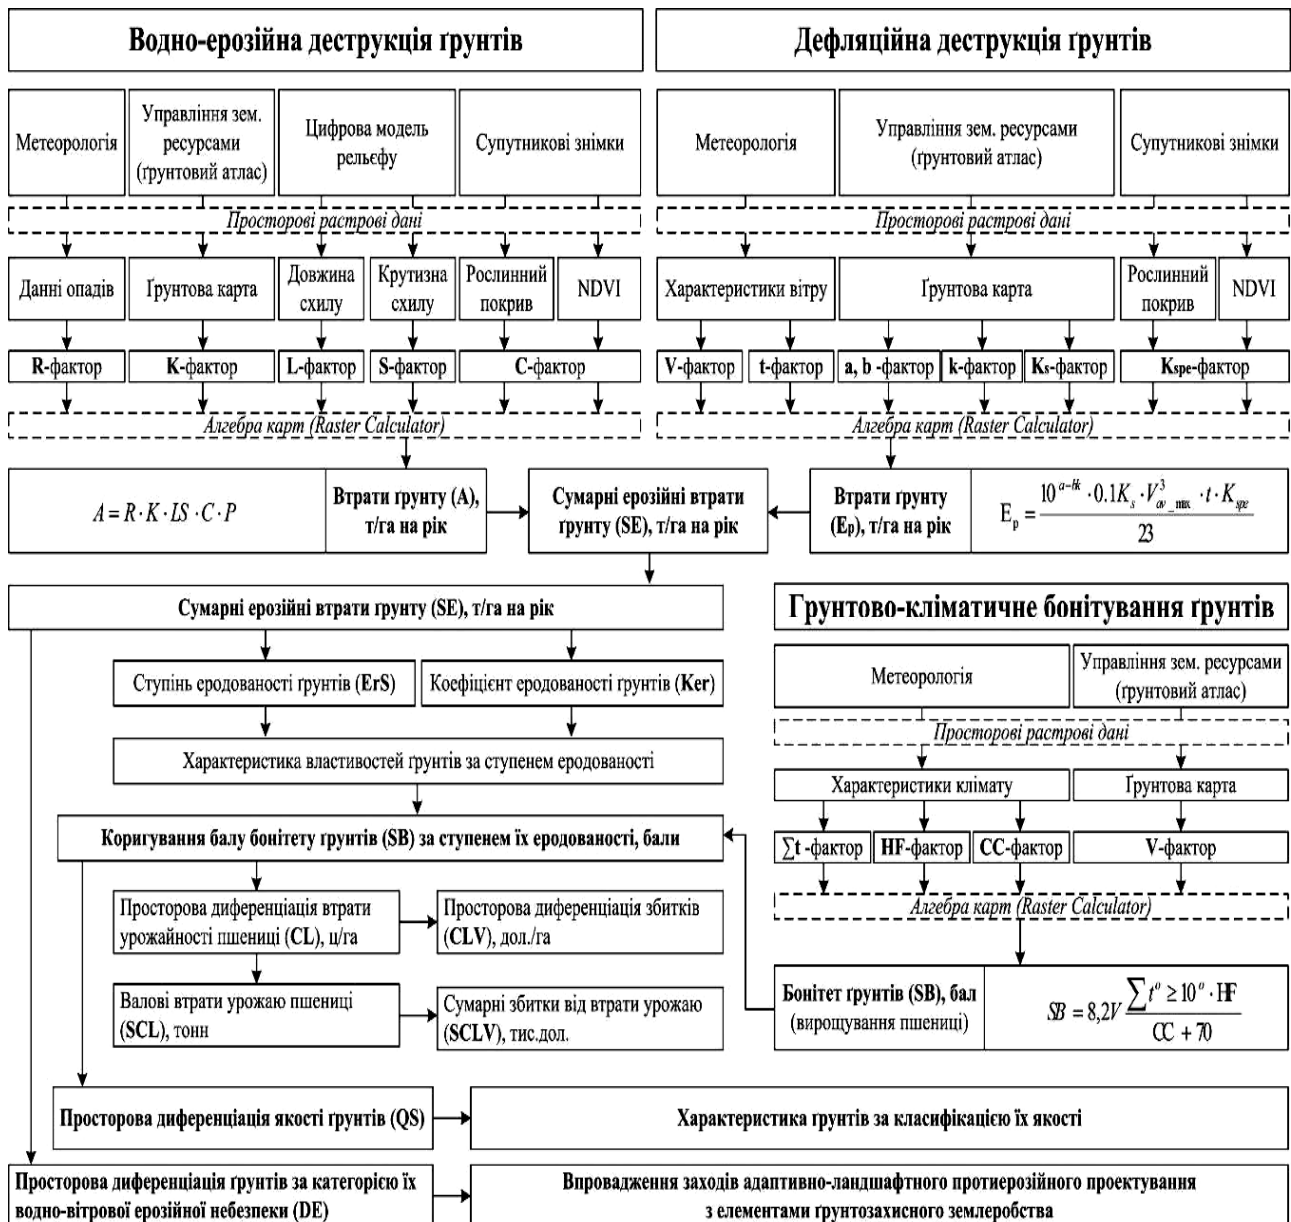 Водно-ерозійна деструкція ґрунтів
Метеорологія
Управління зем.
ресурсами
(ґрунтовий атлас)
Цифрова модель
рельєфу
Супутникові знімки
Просторові растрові дані
Данні опадів
Ґрунтова карта
Довжина
схилу
Крутизна
схилу
Рослинний
покрив
NDVI
R-фактор
K-фактор
L-фактор
S-фактор
C-фактор
Алгебра карт (Raster Calculator)
Дефляційна деструкція ґрунтів
Метеорологія
Управління зем. ресурсами
(ґрунтовий атлас)
Супутникові знімки
Просторові растрові дані
Характеристики вітру
Ґрунтова карта
Рослинний
покрив
NDVI
V-фактор
t-фактор
a, b -фактор
k-фактор
Ks-фактор
Kspe-фактор
Алгебра карт (Raster Calculator)
A = R · K · LS · C · P
Втрати ґрунту (A),
т/га на рік
Сумарні ерозійні втрати
ґрунту (SE), т/га на рік
Втрати ґрунту
(Ep), т/га на рік
10^{a-bk} · 0.1K_s · V_{av_max}^3 · t · K_{spe}
E_p =
23
Сумарні ерозійні втрати ґрунту (SE), т/га на рік
Ступінь еродованості ґрунтів (ErS)
Коефіцієнт еродованості ґрунтів (Ker)
Характеристика властивостей ґрунтів за ступенем еродованості
Коригування балу бонітету ґрунтів (SB) за ступенем їх еродованості, бали
Просторова диференціація втрати
урожайності пшениці (CL), ц/га
Просторова диференціація збитків
(CLV), дол./га
Валові втрати урожаю пшениці
(SCL), тонн
Сумарні збитки від втрати урожаю
(SCLV), тис.дол.
Грунтово-кліматичне бонітування ґрунтів
Метеорологія
Управління зем. ресурсами
(ґрунтовий атлас)
Просторові растрові дані
Характеристики клімату
Ґрунтова карта
∑t -фактор
HF-фактор
CC-фактор
V-фактор
Алгебра карт (Raster Calculator)
Бонітет ґрунтів (SB), бал
(вирощування пшениці)
∑ t° ≥ 10° · HF
SB = 8,2V
CC + 70
Просторова диференціація якості ґрунтів (QS)
Характеристика ґрунтів за класифікацією їх якості
Просторова диференціація ґрунтів за категорією їх
водно-вітрової ерозійної небезпеки (DE)
Впровадження заходів адаптивно-ландшафтного протиерозійного проектування
з елементами ґрунтозахисного землеробства